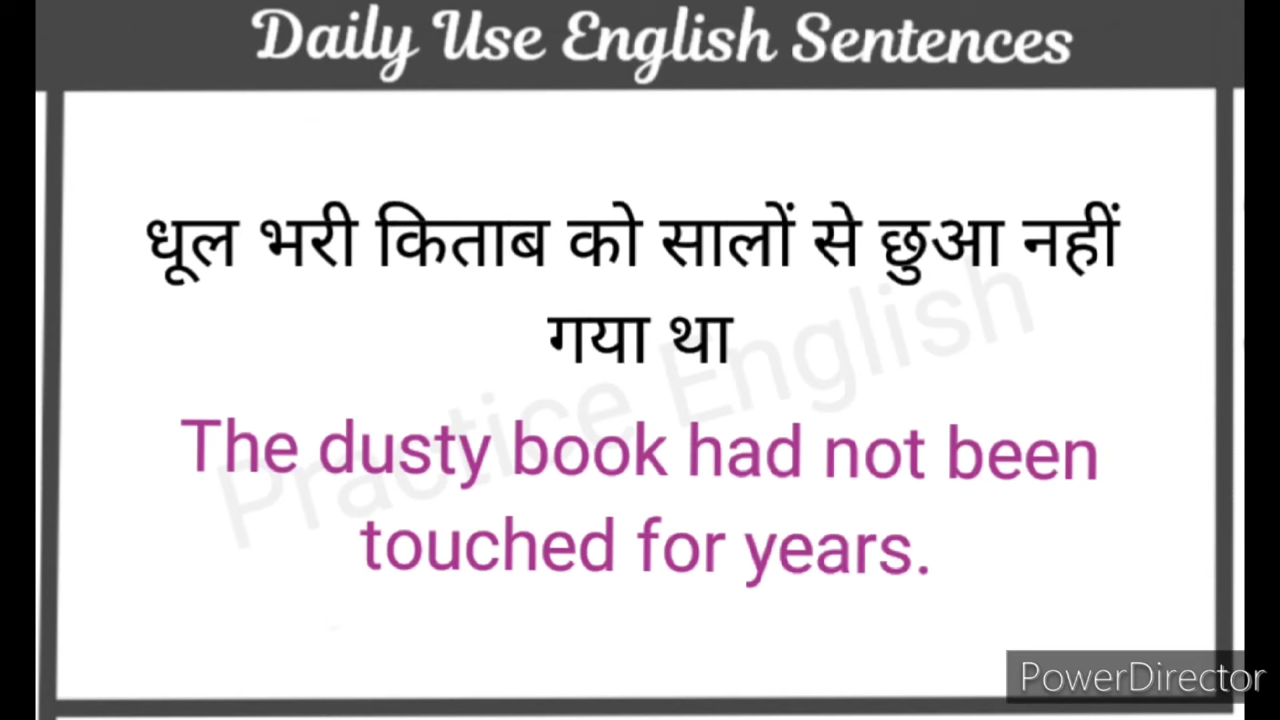 Daily Use English Sentences
धूल भरी किताब को सालों से छुआ नहीं
गया था
Practice English
The dusty book had not been
touched for years.
PowerDirector